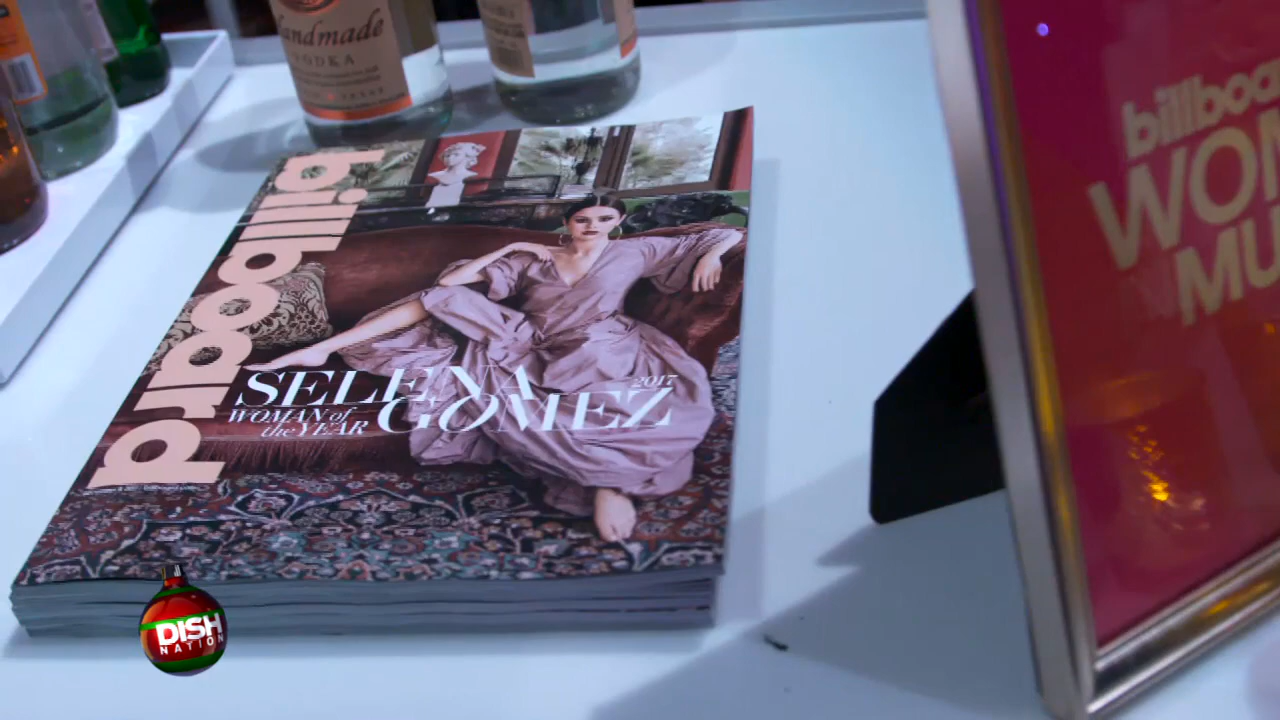 Handmade
VODKA
billboard
SELENA
GOMEZ
2017
WOMAN of
the YEAR
billboa
WOM
MU
DISH
NATION